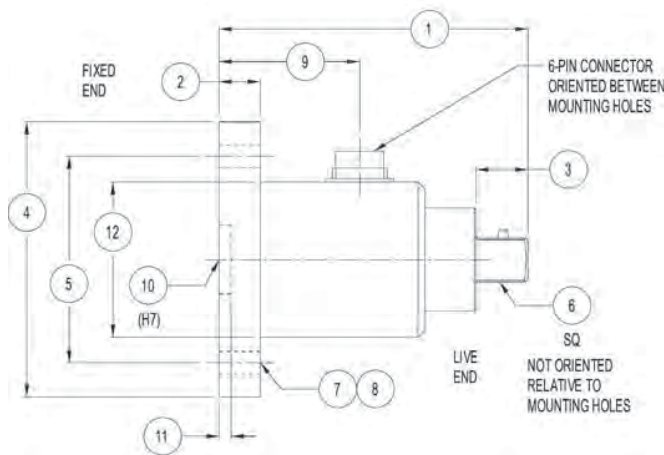 1
9
FIXED
END
2
6-PIN CONNECTOR
ORIENTED BETWEEN
MOUNTING HOLES
3
4
12
5
10
(H7)
6
SQ
LIVE
END
NOT ORIENTED
RELATIVE TO
MOUNTING HOLES
7 8
11